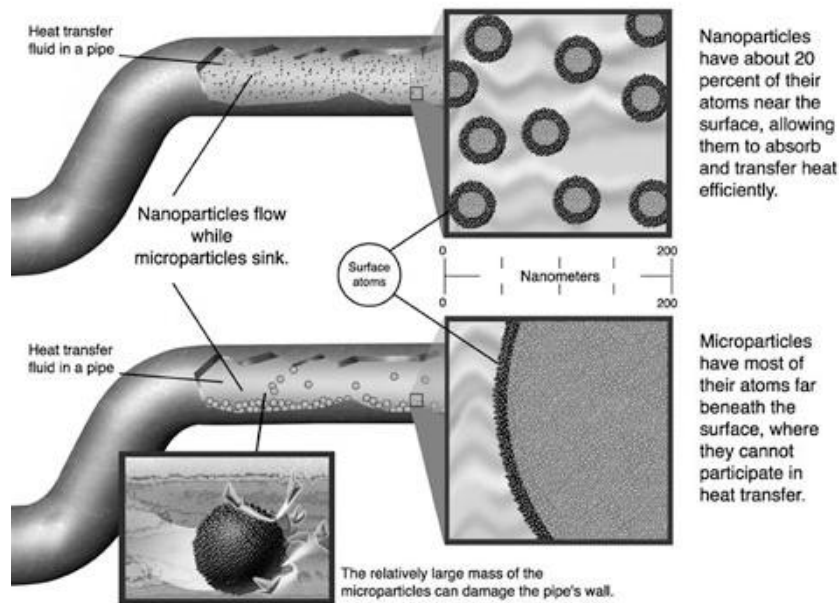 Heat transfer
fluid in a pipe
Nanoparticles
have about 20
percent of their
atoms near the
surface, allowing
them to absorb
and transfer heat
efficiently.
Nanoparticles flow
while
microparticles sink.
Surface
atoms
0 200
Nanometers
0 200
Heat transfer
fluid in a pipe
Microparticles
have most of
their atoms far
beneath the
surface, where
they cannot
participate in
heat transfer.
The relatively large mass of the
microparticles can damage the pipe's wall.